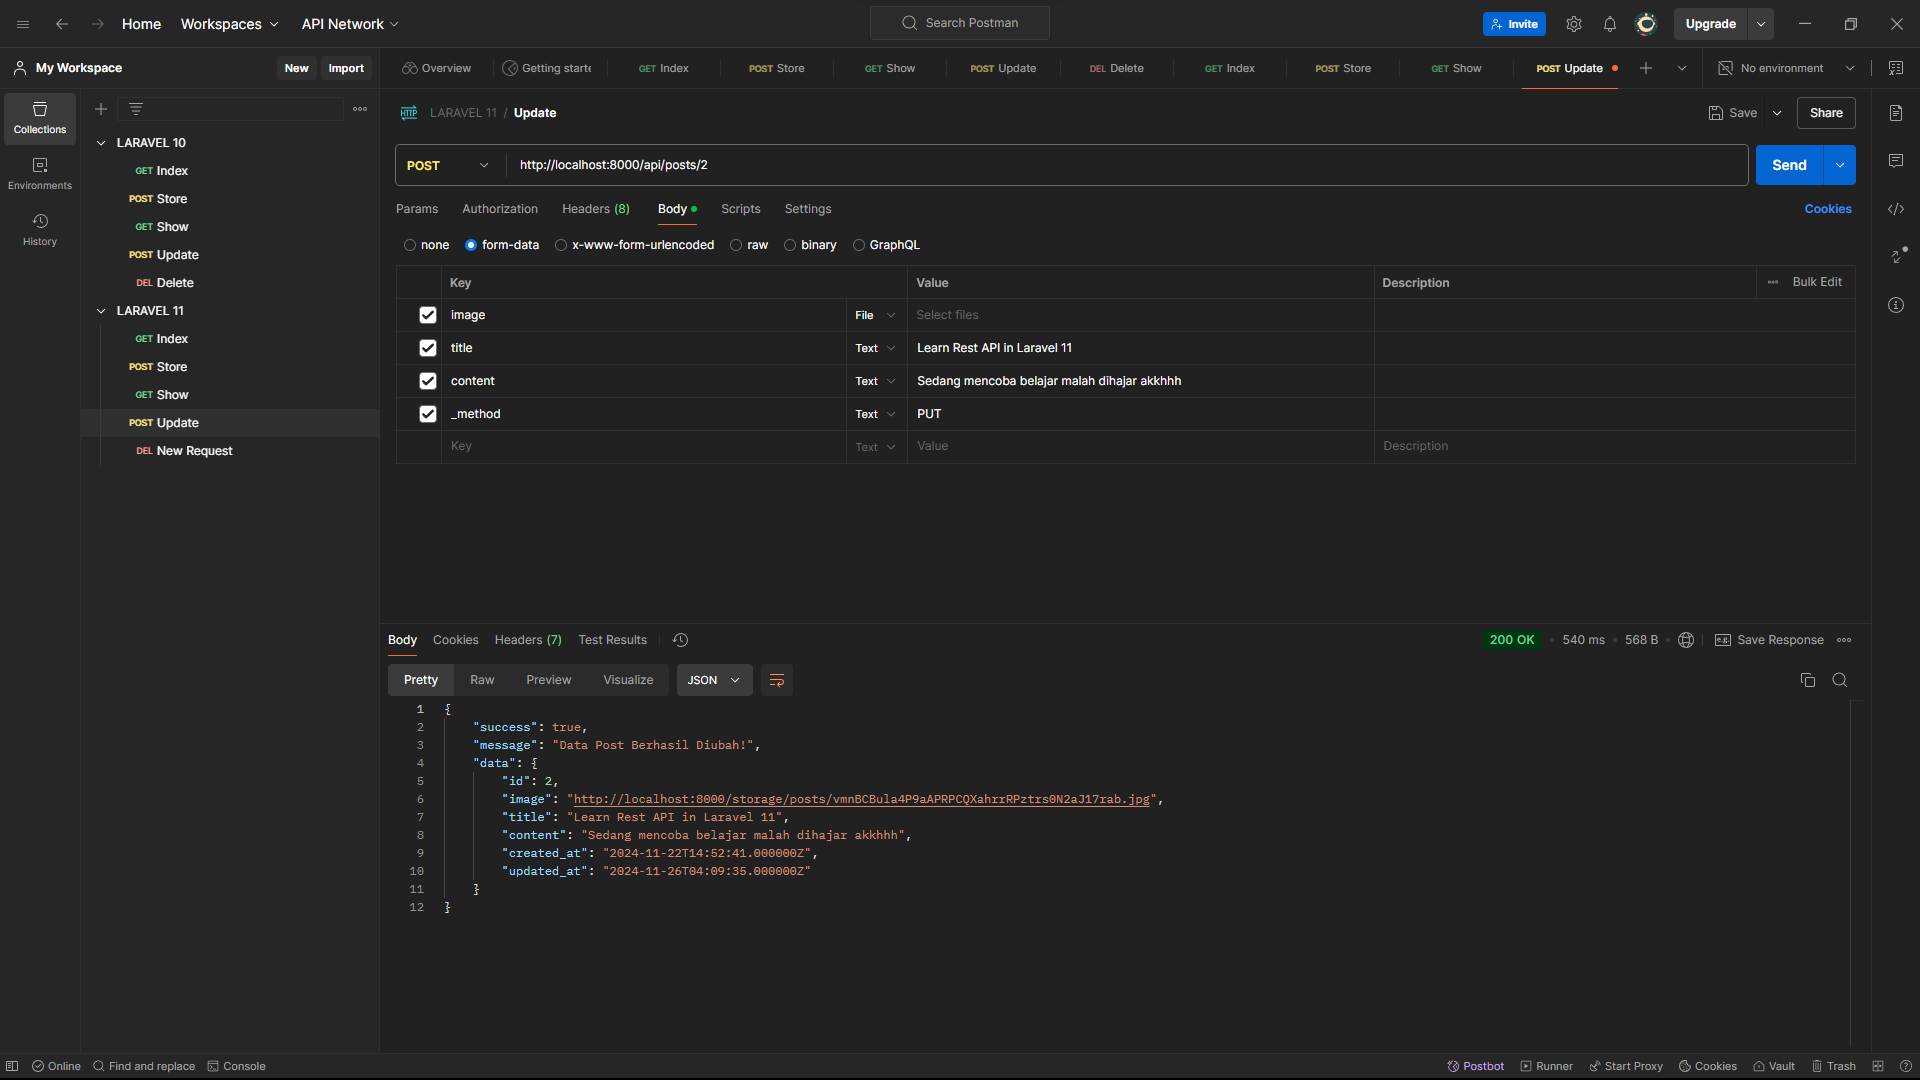 Home Workspaces API Network Search Postman Invite Upgrade
My Workspace New Import Overview Getting starte GET Index POST Store GET Show POST Update DEL Delete GET Index POST Store GET Show POST Update No environment
Collections
Environments
History
LARAVEL 10
GET Index
POST Store
GET Show
POST Update
DEL Delete
LARAVEL 11
GET Index
POST Store
GET Show
POST Update
DEL New Request
HTTP LARAVEL 11 / Update Save Share
POST http://localhost:8000/api/posts/2 Send
Params Authorization Headers (8) Body Scripts Settings Cookies
none form-data x-www-form-urlencoded raw binary GraphQL
Key Value Description Bulk Edit
image File Select files
title Text Learn Rest API in Laravel 11
content Text Sedang mencoba belajar malah dihajar akkhhh
_method Text PUT
Key Text Value Description
Body Cookies Headers (7) Test Results 200 OK 540 ms 568 B e.g. Save Response
Pretty Raw Preview Visualize JSON
1 {
2 "success": true,
3 "message": "Data Post Berhasil Diubah!",
4 "data": {
5 "id": 2,
6 "image": "http://localhost:8000/storage/posts/vmnBCBula4P9aAPRPCQXahrrRPztrs0N2aJ17rab.jpg",
7 "title": "Learn Rest API in Laravel 11",
8 "content": "Sedang mencoba belajar malah dihajar akkhhh",
9 "created_at": "2024-11-22T14:52:41.000000Z",
10 "updated_at": "2024-11-26T04:09:35.000000Z"
11 }
12 }
Online Find and replace Console Postbot Runner Start Proxy Cookies Vault Trash